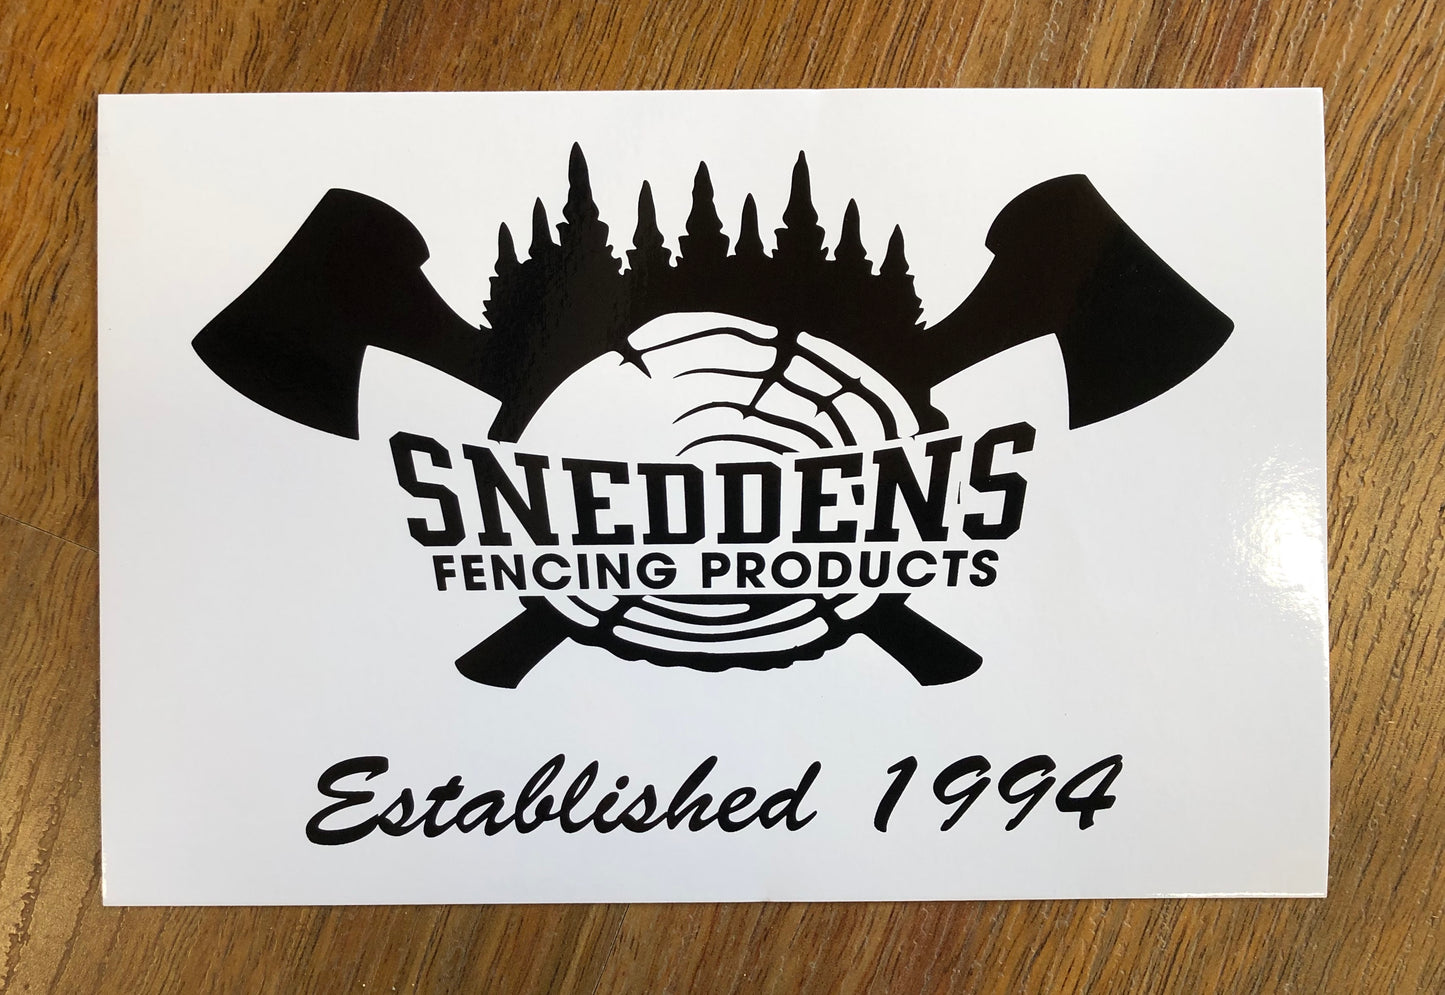 SNEDDENS
FENCING PRODUCTS
Established 1994